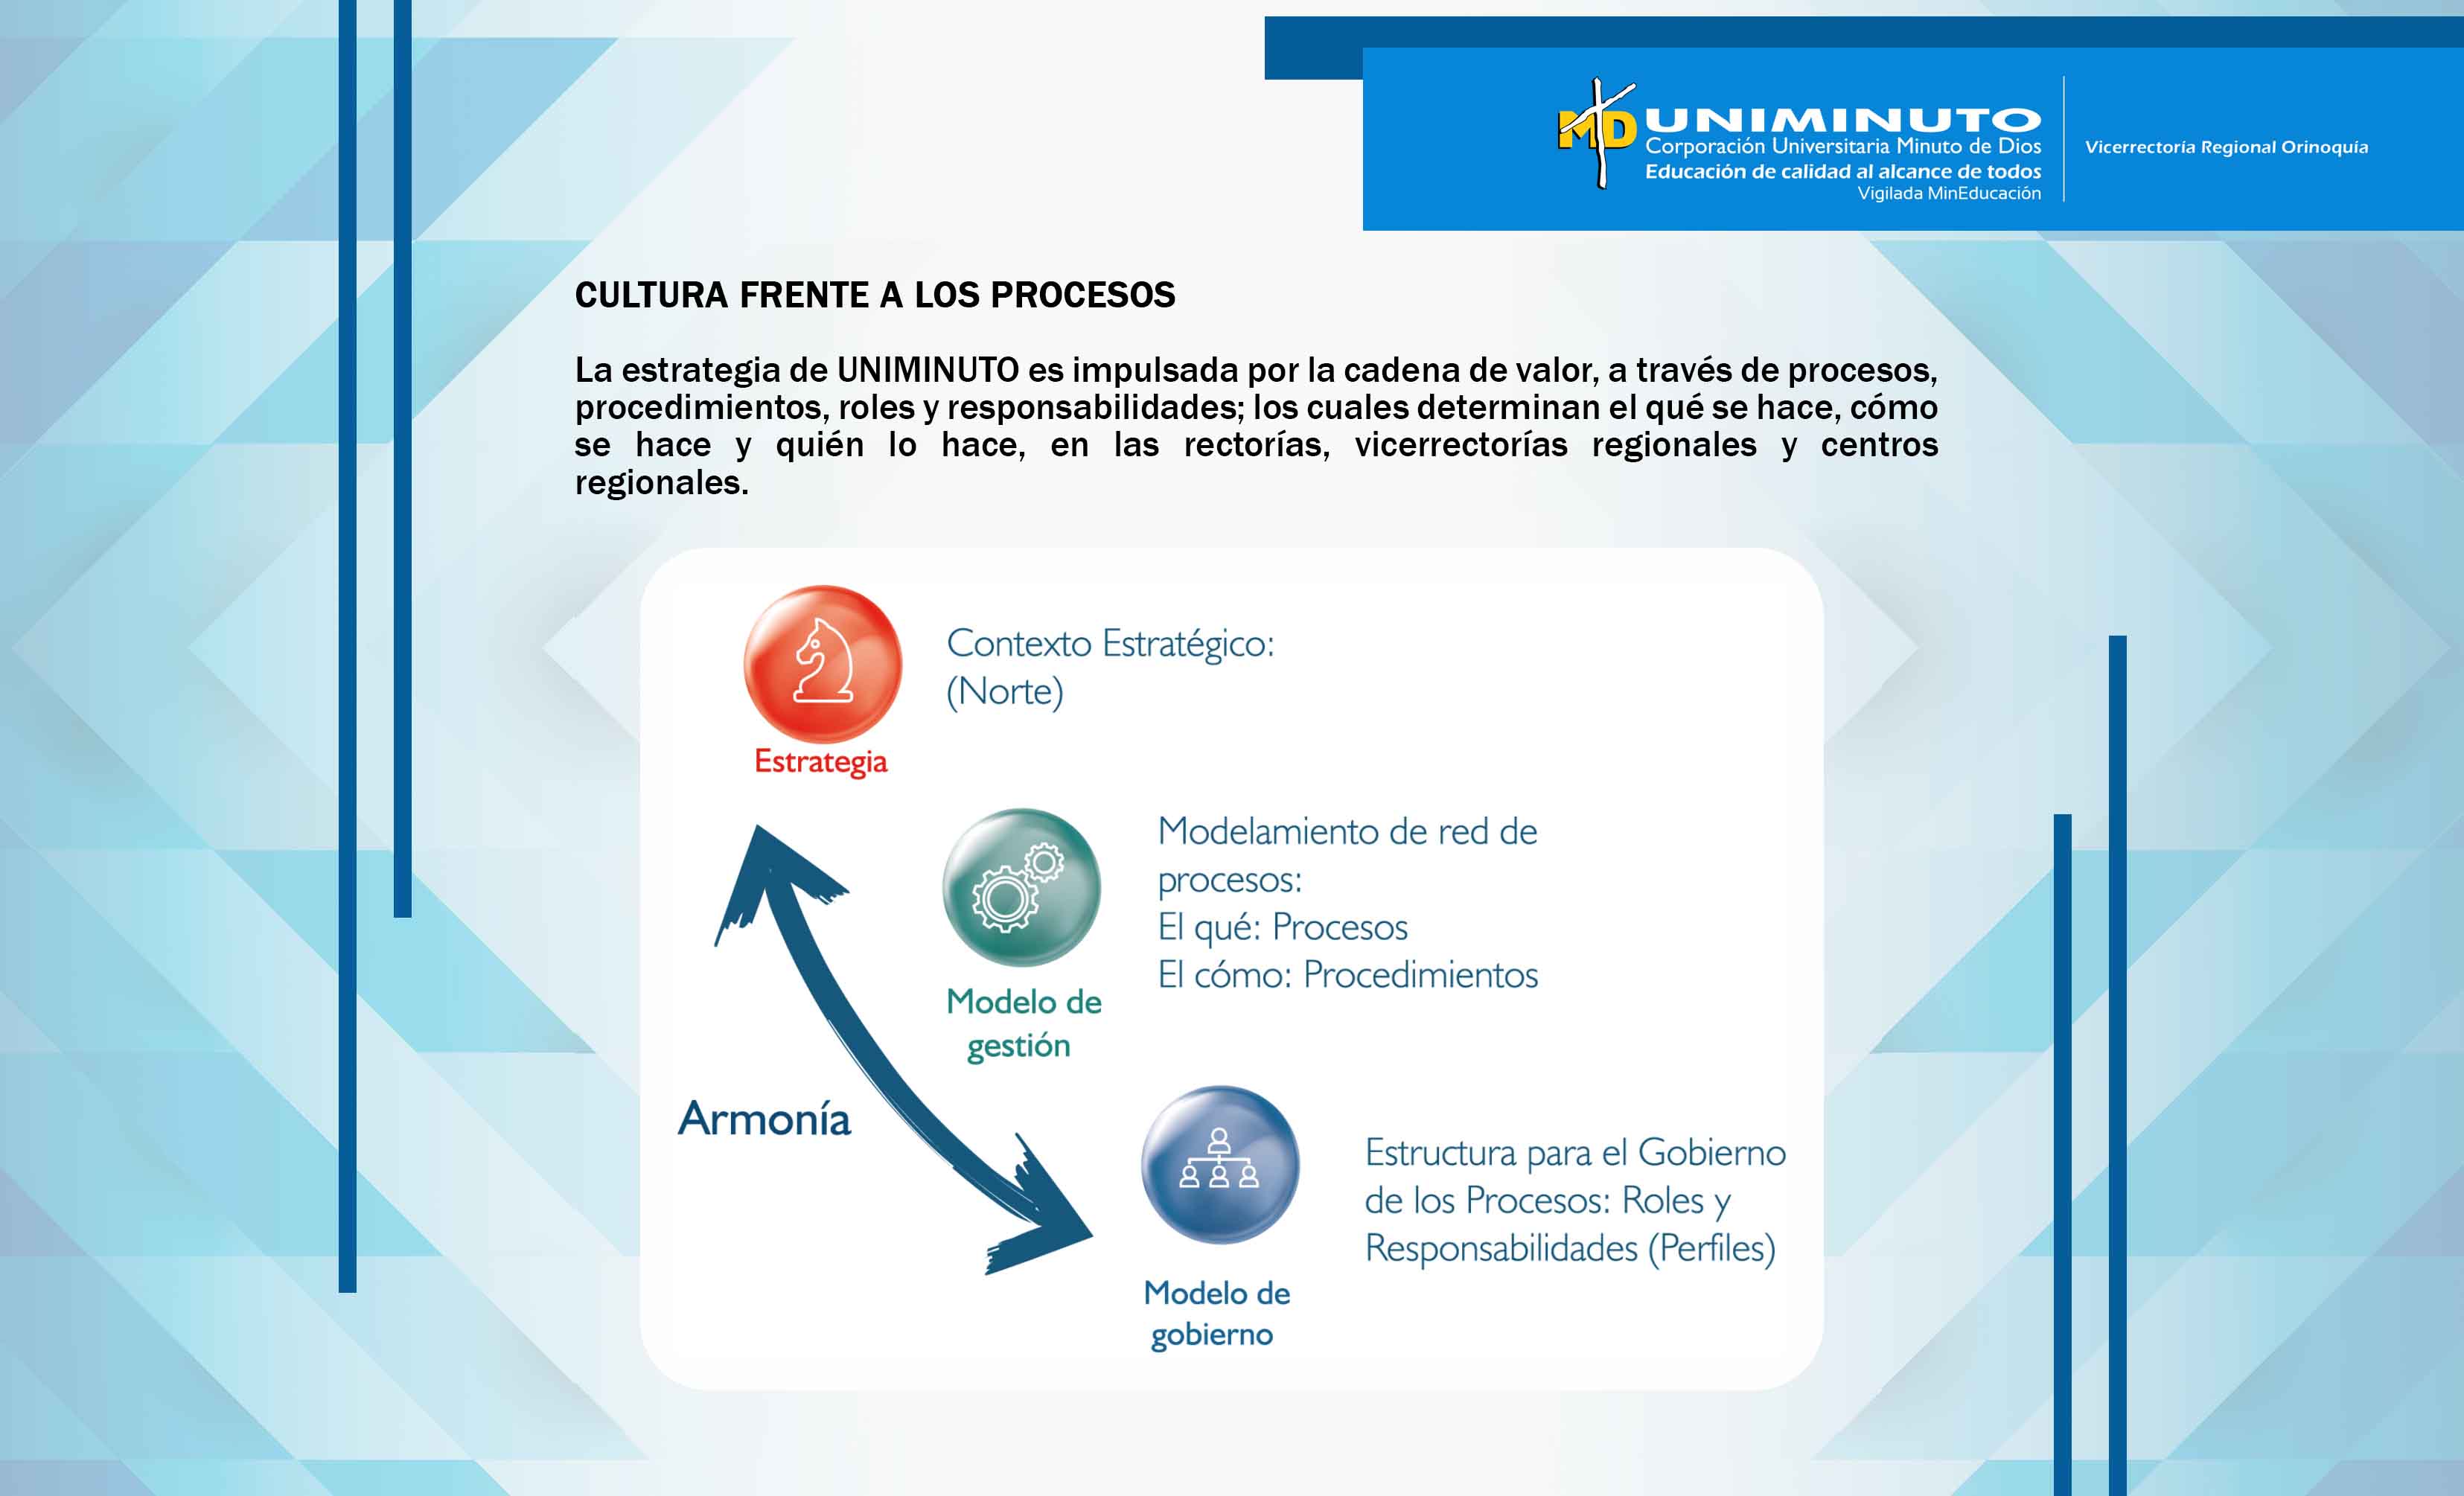 MD UNIMINUTO
Corporación Universitaria Minuto de Dios
Educación de calidad al alcance de todos
Vigilada MinEducación
Vicerrectoría Regional Orinoquía
CULTURA FRENTE A LOS PROCESOS
La estrategia de UNIMINUTO es impulsada por la cadena de valor, a través de procesos,
procedimientos, roles y responsabilidades; los cuales determinan el qué se hace, cómo
se hace y quién lo hace, en las rectorías, vicerrectorías regionales y centros
regionales.
Contexto Estratégico:
(Norte)
Estrategia
Modelamiento de red de
procesos:
El qué: Procesos
El cómo: Procedimientos
Modelo de
gestión
Armonía
Estructura para el Gobierno
de los Procesos: Roles y
Responsabilidades (Perfiles)
Modelo de
gobierno